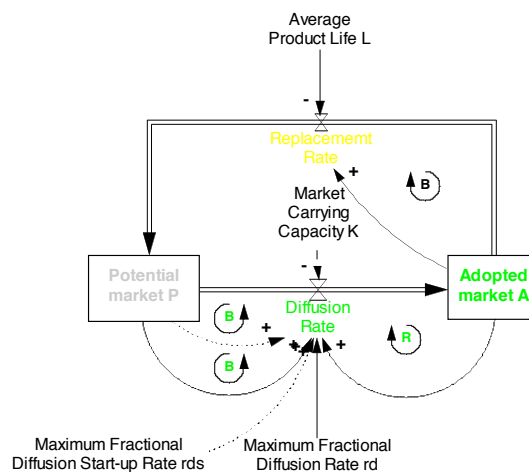 Average
Product Life L
-
Replacememt
Rate
+
B
Market
Carrying
Capacity K
-
Potential
market P
Adopted
market A
Diffusion
Rate
B
+
B
+
+
R
Maximum Fractional
Diffusion Start-up Rate rds
Maximum Fractional
Diffusion Rate rd